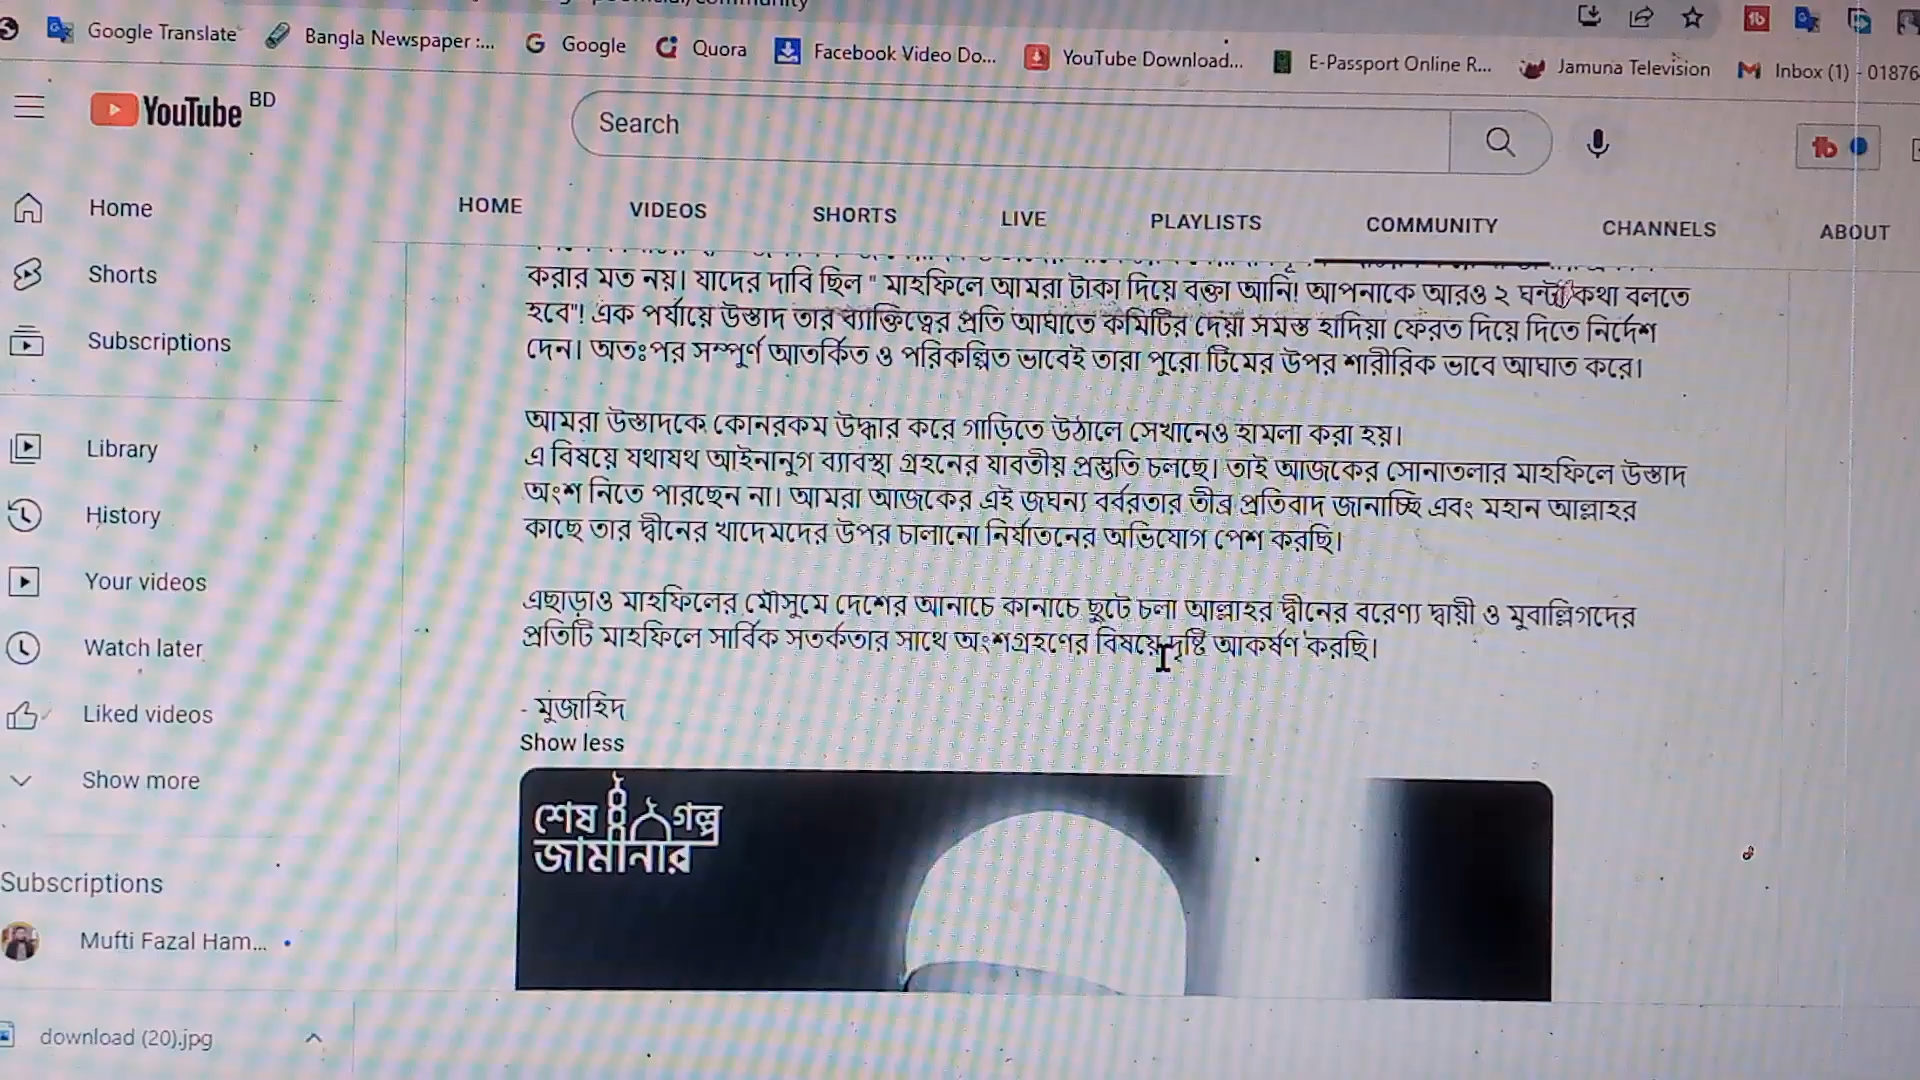 Google Translate
Bangla Newspaper :...
Google
Quora
Facebook Video Do...
YouTube Download...
E-Passport Online R...
Jamuna Television
Inbox (1) - 01876
YouTube BD
Search
Home
Shorts
Subscriptions
Library
History
Your videos
Watch later
Liked videos
Show more
Subscriptions
Mufti Fazal Ham...
HOME VIDEOS SHORTS LIVE PLAYLISTS COMMUNITY CHANNELS ABOUT
করার মত নয়। যাদের দাবি ছিল " মাহফিলে আমরা টাকা দিয়ে বক্তা আনি! আপনাকে আরও ২ ঘন্টা কথা বলতে
হবে"! এক পর্যায়ে উস্তাদ তার ব্যাক্তিত্বের প্রতি আঘাতে কমিটির দেয়া সমস্ত হাদিয়া ফেরত দিয়ে দিতে নির্দেশ
দেন। অতঃপর সম্পূর্ণ আতর্কিত ও পরিকল্পিত ভাবেই তারা পুরো টিমের উপর শারীরিক ভাবে আঘাত করে।
আমরা উস্তাদকে কোনরকম উদ্ধার করে গাড়িতে উঠালে সেখানেও হামলা করা হয়।
এ বিষয়ে যথাযথ আইনানুগ ব্যাবস্থা গ্রহনের যাবতীয় প্রস্তুতি চলছে। তাই আজকের সোনাতলার মাহফিলে উস্তাদ
অংশ নিতে পারছেন না। আমরা আজকের এই জঘন্য বর্বরতার তীব্র প্রতিবাদ জানাচ্ছি এবং মহান আল্লাহর
কাছে তার দ্বীনের খাদেমদের উপর চালানো নির্যাতনের অভিযোগ পেশ করছি।
এছাড়াও মাহফিলের মৌসুমে দেশের আনাচে কানাচে ছুটে চলা আল্লাহর দ্বীনের বরেণ্য দ্বায়ী ও মুবাল্লিগদের
প্রতিটি মাহফিলে সার্বিক সতর্কতার সাথে অংশগ্রহণের বিষয়ে দৃষ্টি আকর্ষণ করছি।
- মুজাহিদ
Show less
শেষ গল্প
জামানার
download (20).jpg